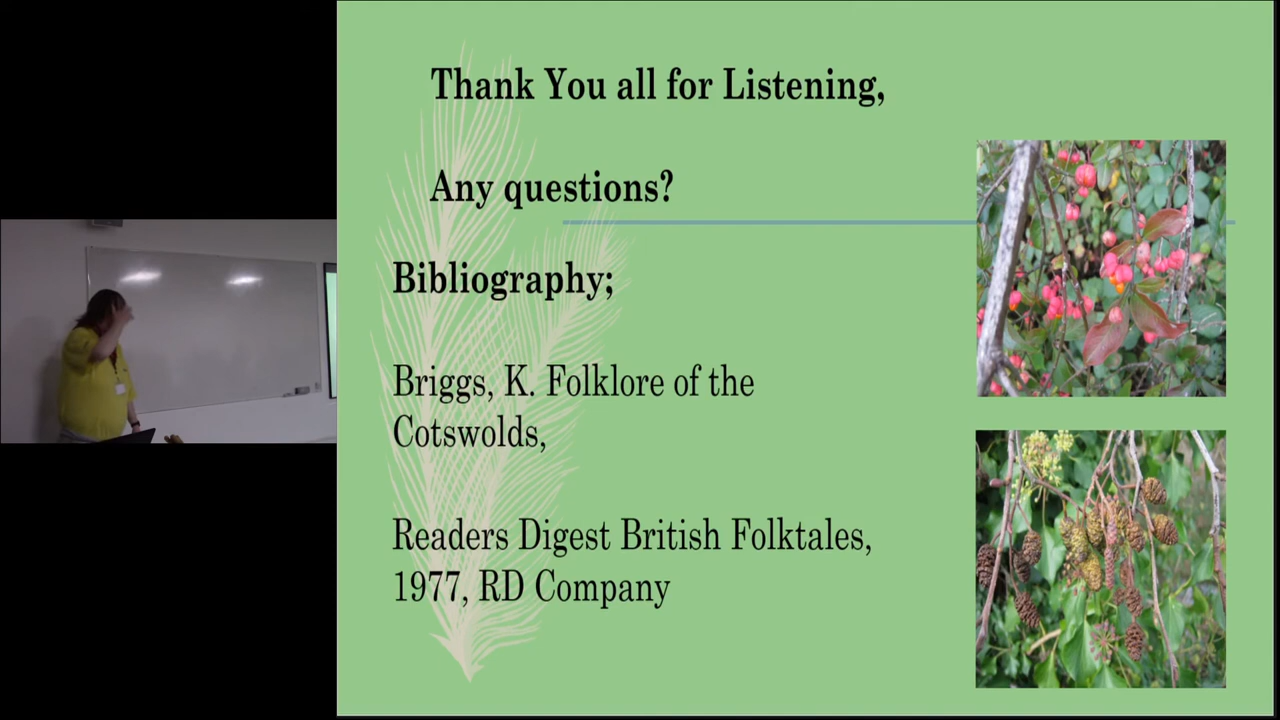 Thank You all for Listening,
Any questions?
Bibliography;
Briggs, K. Folklore of the
Cotswolds,
Readers Digest British Folktales,
1977, RD Company